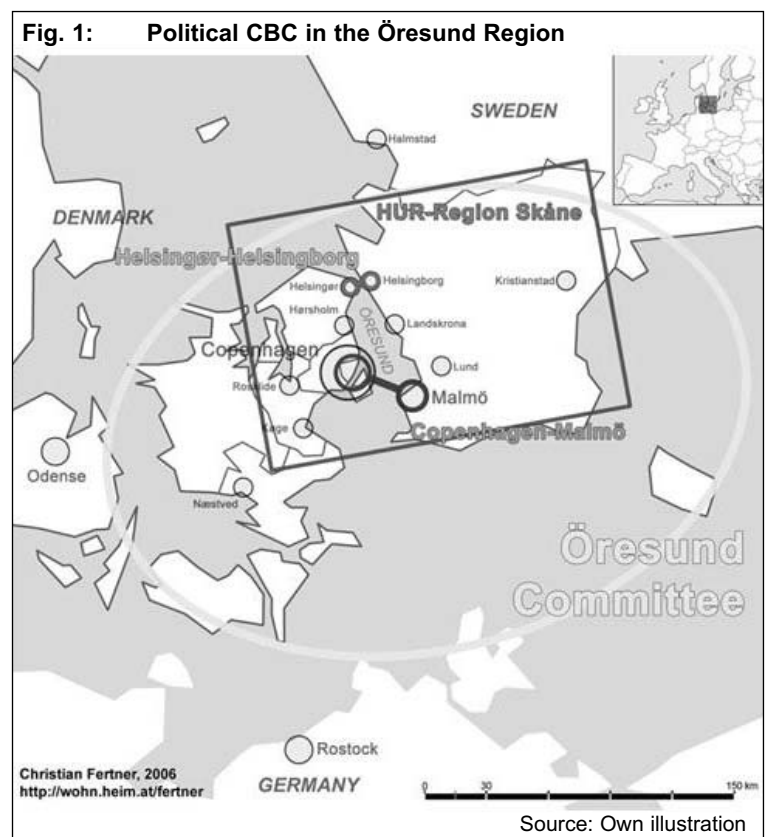 Fig. 1: Political CBC in the Öresund Region
SWEDEN
Halmstad
DENMARK
HUR-Region Skåne
Helsingør-Helsingborg
Helsingør
Helsingborg
Kristianstad
Hørsholm
ÖRESUND
Landskrona
Copenhagen
Lund
Roskilde
Malmö
Køge
Copenhagen-Malmö
Odense
Næstved
Öresund
Committee
Rostock
Christian Fertner, 2006
http://wohn.heim.at/fertner
GERMANY
0 30 150 km
Source: Own illustration